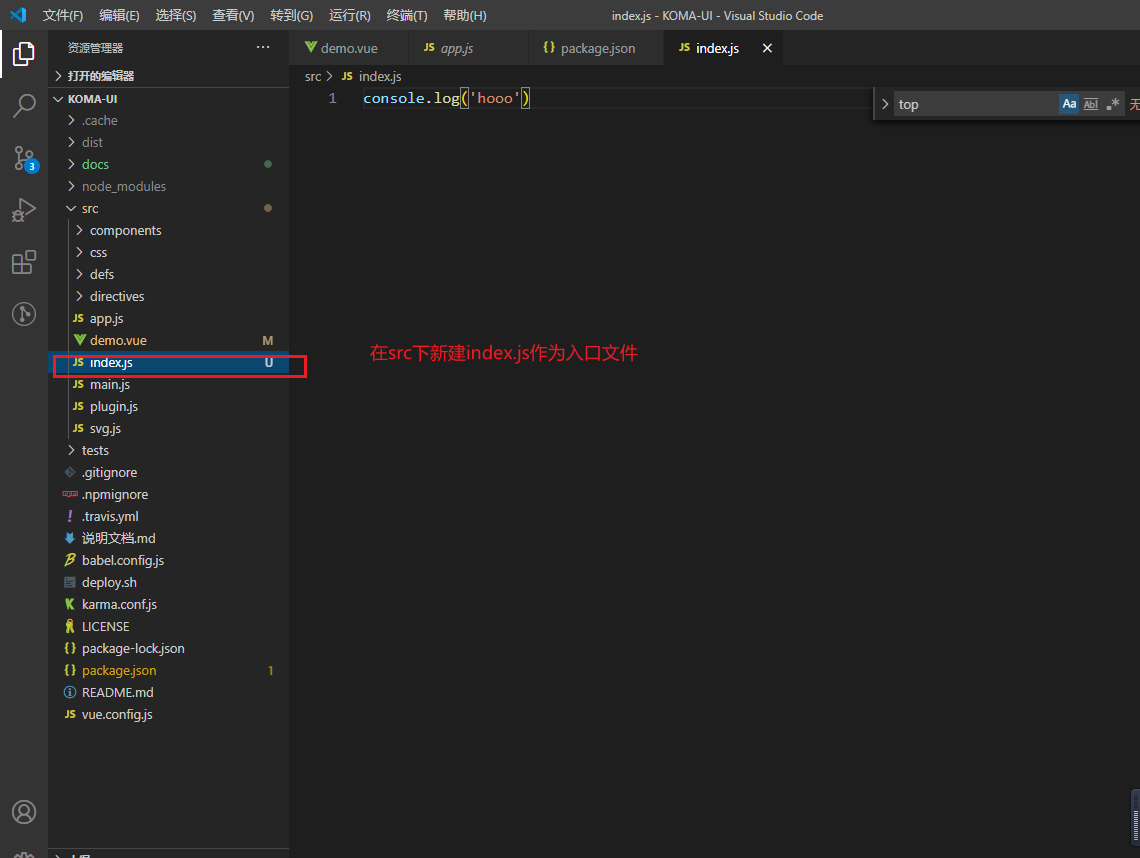 文件(F) 编辑(E) 选择(S) 查看(V) 转到(G) 运行(R) 终端(T) 帮助(H) index.js - KOMA-UI - Visual Studio Code
资源管理器 ···
demo.vue
JS app.js
{} package.json
JS index.js
打开的编辑器
src > JS index.js
KOMA-UI
1 console.log('hooo')
top
Aa Abl .*
无
.cache
dist
docs
node_modules
src
components
css
defs
directives
JS app.js
demo.vue M
JS index.js U
在src下新建index.js作为入口文件
JS main.js
JS plugin.js
JS svg.js
tests
.gitignore
.npmignore
! .travis.yml
说明文档.md
babel.config.js
deploy.sh
karma.conf.js
LICENSE
{} package-lock.json
{} package.json 1
README.md
JS vue.config.js
3